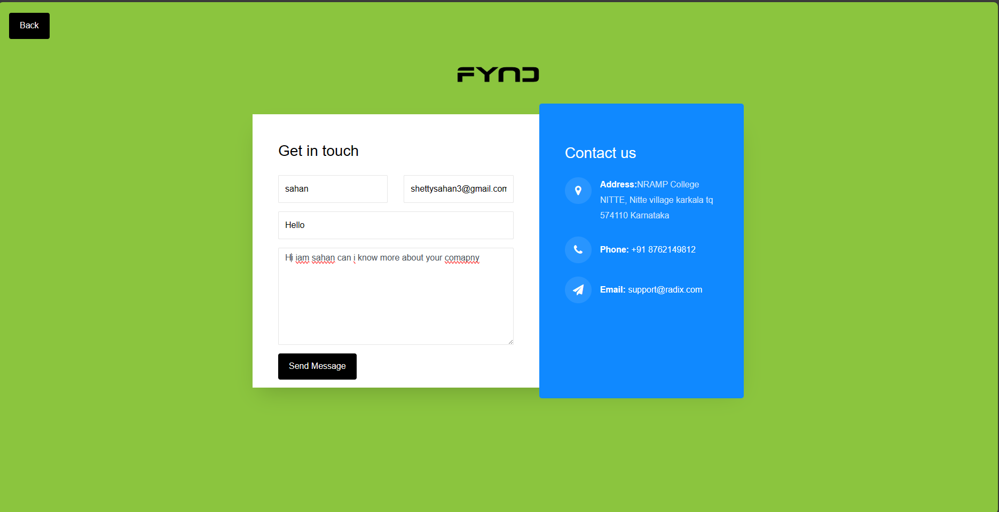 Back
FYND
Get in touch
sahan
shettysahan3@gmail.com
Hello
Hi iam sahan can i know more about your comapny
Send Message
Contact us
Address:NRAMP College
NITTE, Nitte village karkala tq
574110 Karnataka
Phone: +91 8762149812
Email: support@radix.com